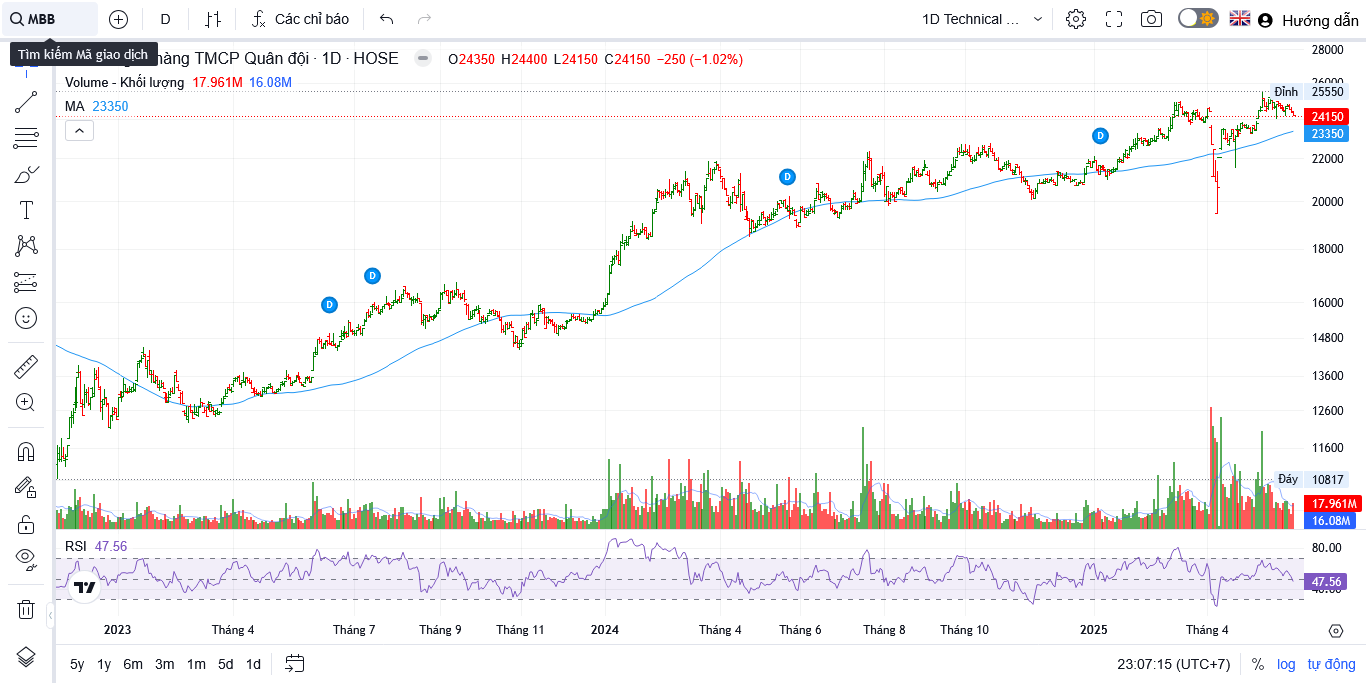 MBB
D
Các chỉ báo
1D Technical ...
Hướng dẫn
Tìm kiếm Mã giao dịch
hàng TMCP Quân đội · 1D · HOSE
O24350 H24400 L24150 C24150 −250 (−1.02%)
Volume - Khối lượng 17.961M 16.08M
MA 23350
28000
26000
Đỉnh 25550
24150
23350
22000
20000
18000
16000
14800
13600
12600
11600
Đáy 10817
17.961M
16.08M
D
D
D
D
RSI 47.56
80.00
47.56
40.00
2023
Tháng 4
Tháng 7
Tháng 9
Tháng 11
2024
Tháng 4
Tháng 6
Tháng 8
Tháng 10
2025
Tháng 4
5y 1y 6m 3m 1m 5d 1d
23:07:15 (UTC+7)
% log tự động